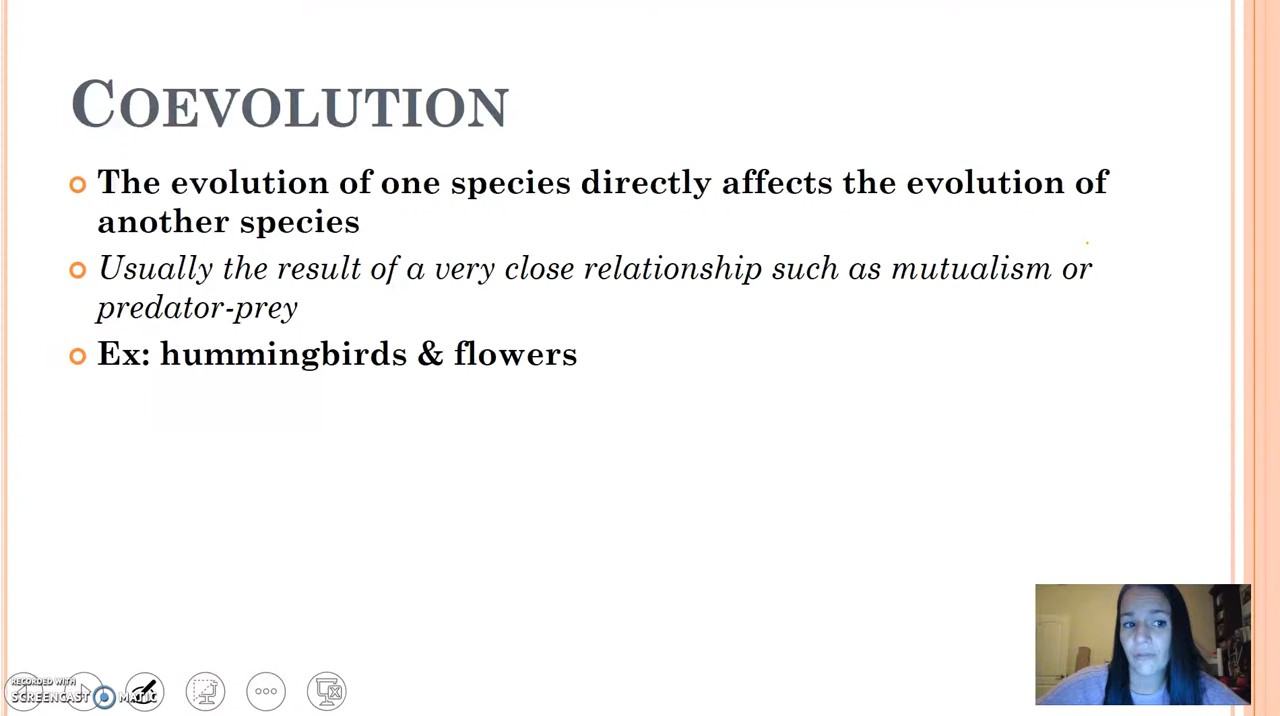 COEVOLUTION
The evolution of one species directly affects the evolution of
another species
Usually the result of a very close relationship such as mutualism or
predator-prey
Ex: hummingbirds & flowers
RECORDED WITH
SCREENCAST MATIC